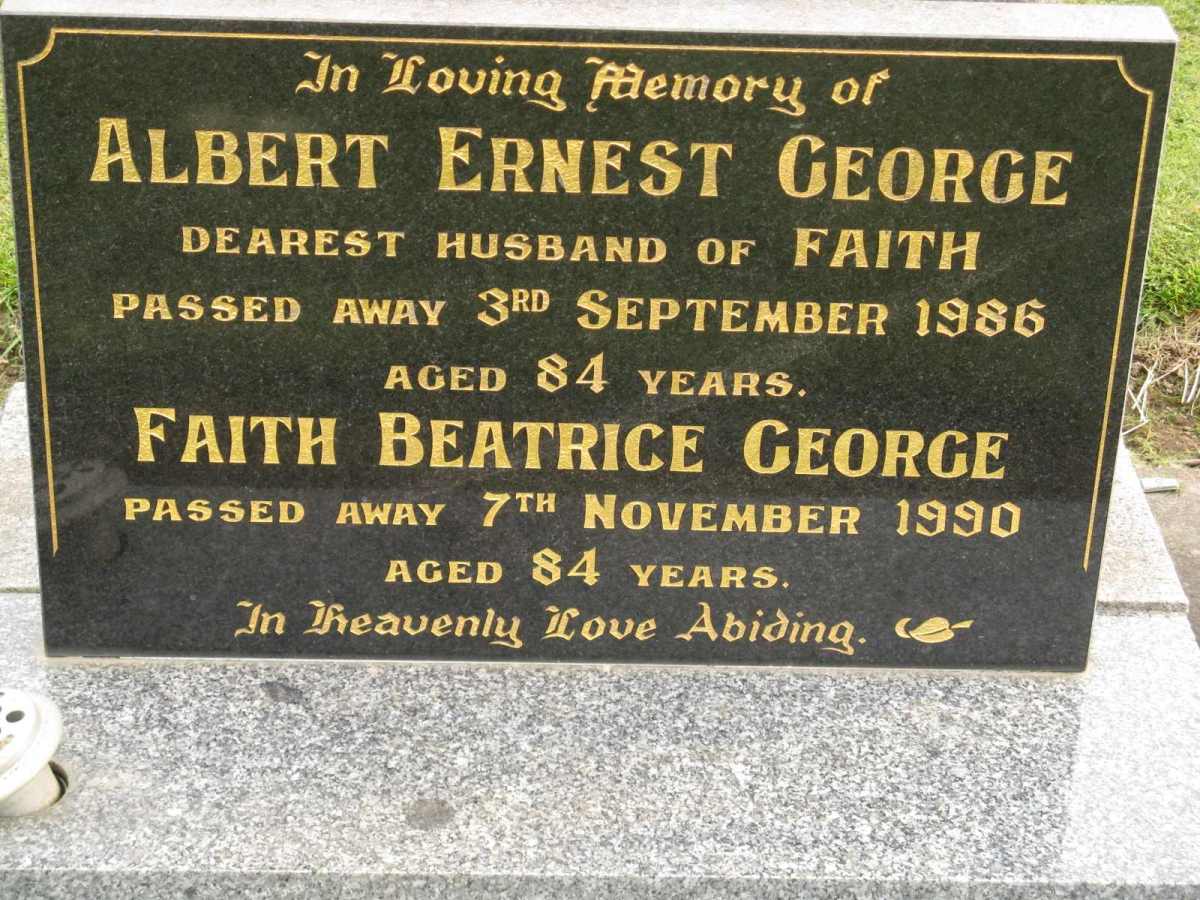 In Loving Memory of
ALBERT ERNEST GEORGE
DEAREST HUSBAND OF FAITH
PASSED AWAY 3RD SEPTEMBER 1986
AGED 84 YEARS.
FAITH BEATRICE GEORGE
PASSED AWAY 7TH NOVEMBER 1990
AGED 84 YEARS.
In Heavenly Love Abiding.